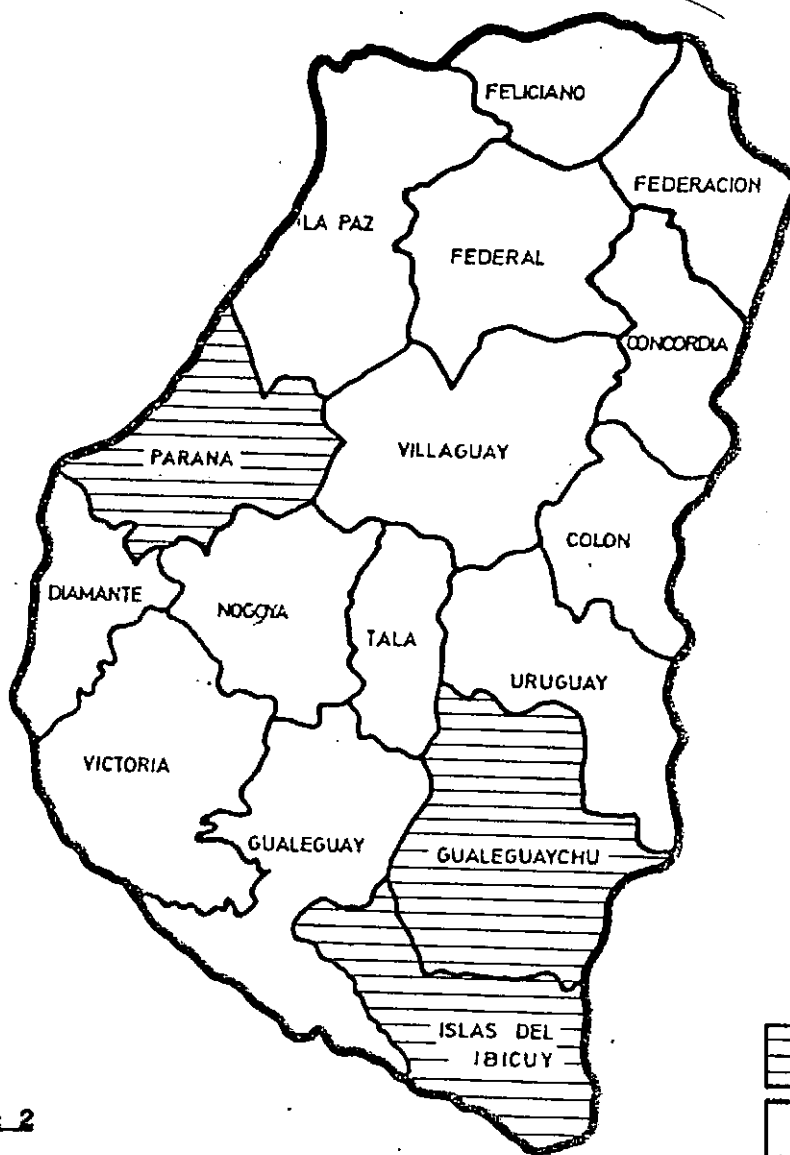 FELICIANO
FEDERACION
LA PAZ
FEDERAL
CONCORDIA
PARANA
VILLAGUAY
COLON
DIAMANTE
NOGOYA
TALA
URUGUAY
VICTORIA
GUALEGUAY
GUALEGUAYCHU
ISLAS DEL
IBICUY
2